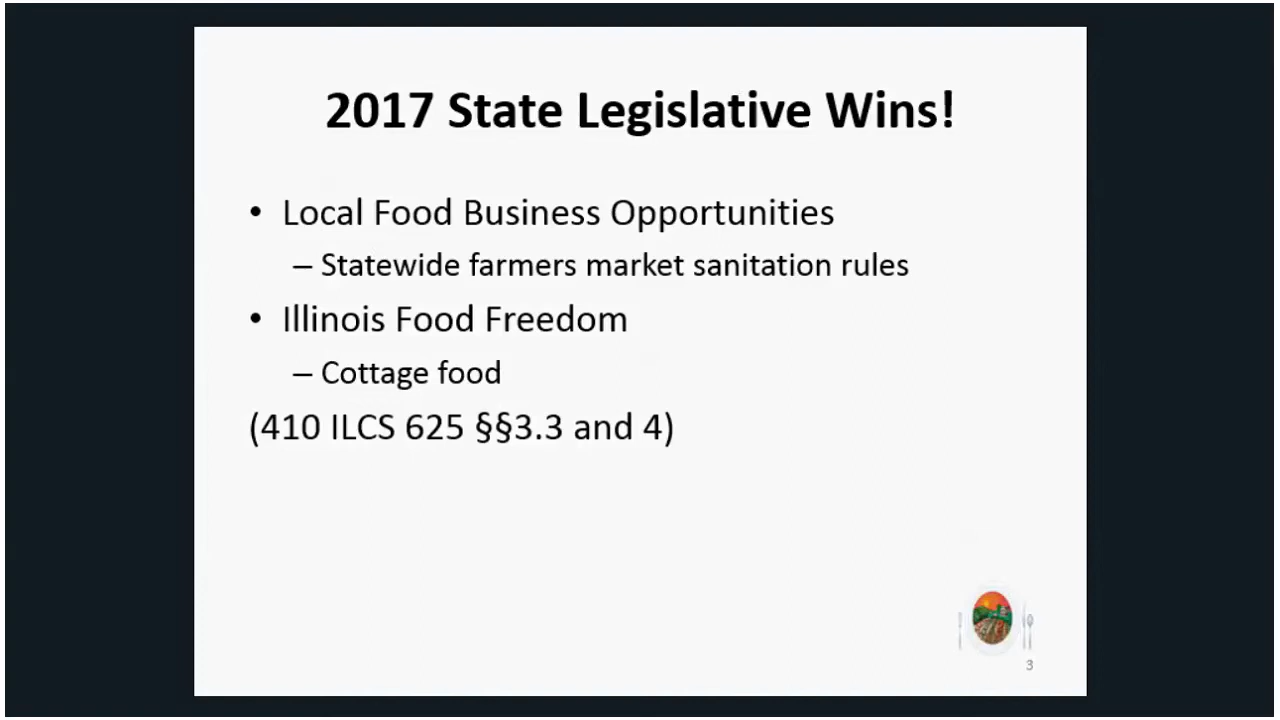 2017 State Legislative Wins!
• Local Food Business Opportunities
– Statewide farmers market sanitation rules
• Illinois Food Freedom
– Cottage food
(410 ILCS 625 §§3.3 and 4)
3